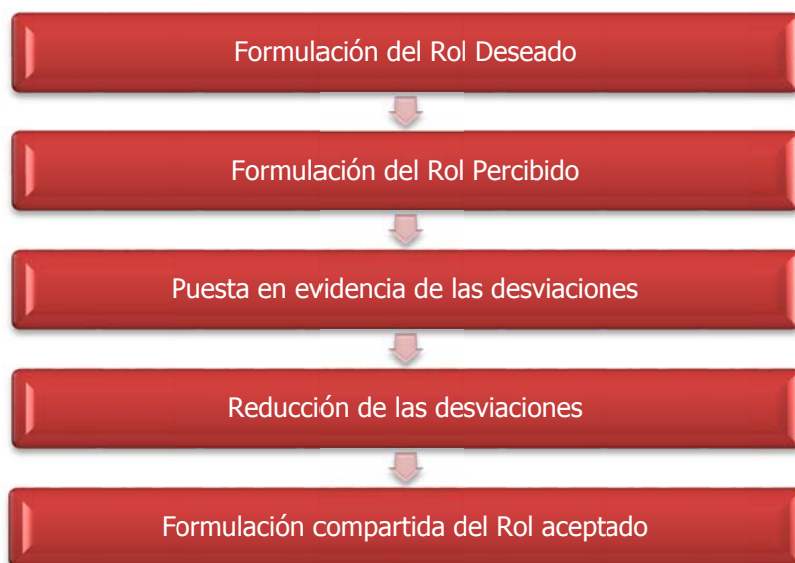 Formulación del Rol Deseado
Formulación del Rol Percibido
Puesta en evidencia de las desviaciones
Reducción de las desviaciones
Formulación compartida del Rol aceptado